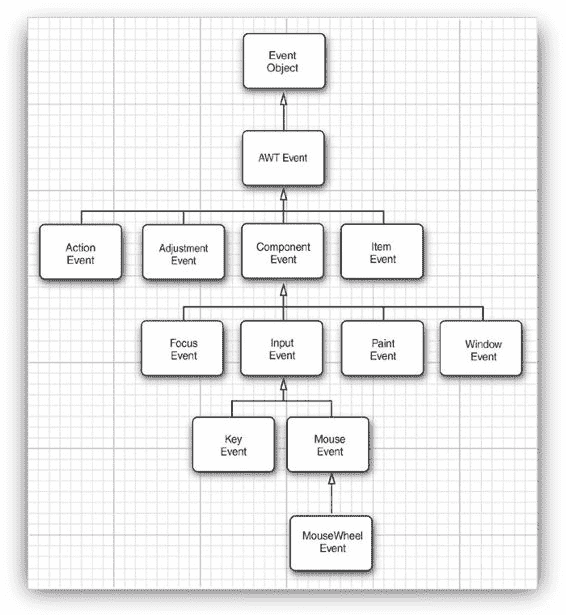 Event
Object
AWT Event
Action
Event
Adjustment
Event
Component
Event
Item
Event
Focus
Event
Input
Event
Paint
Event
Window
Event
Key
Event
Mouse
Event
MouseWheel
Event